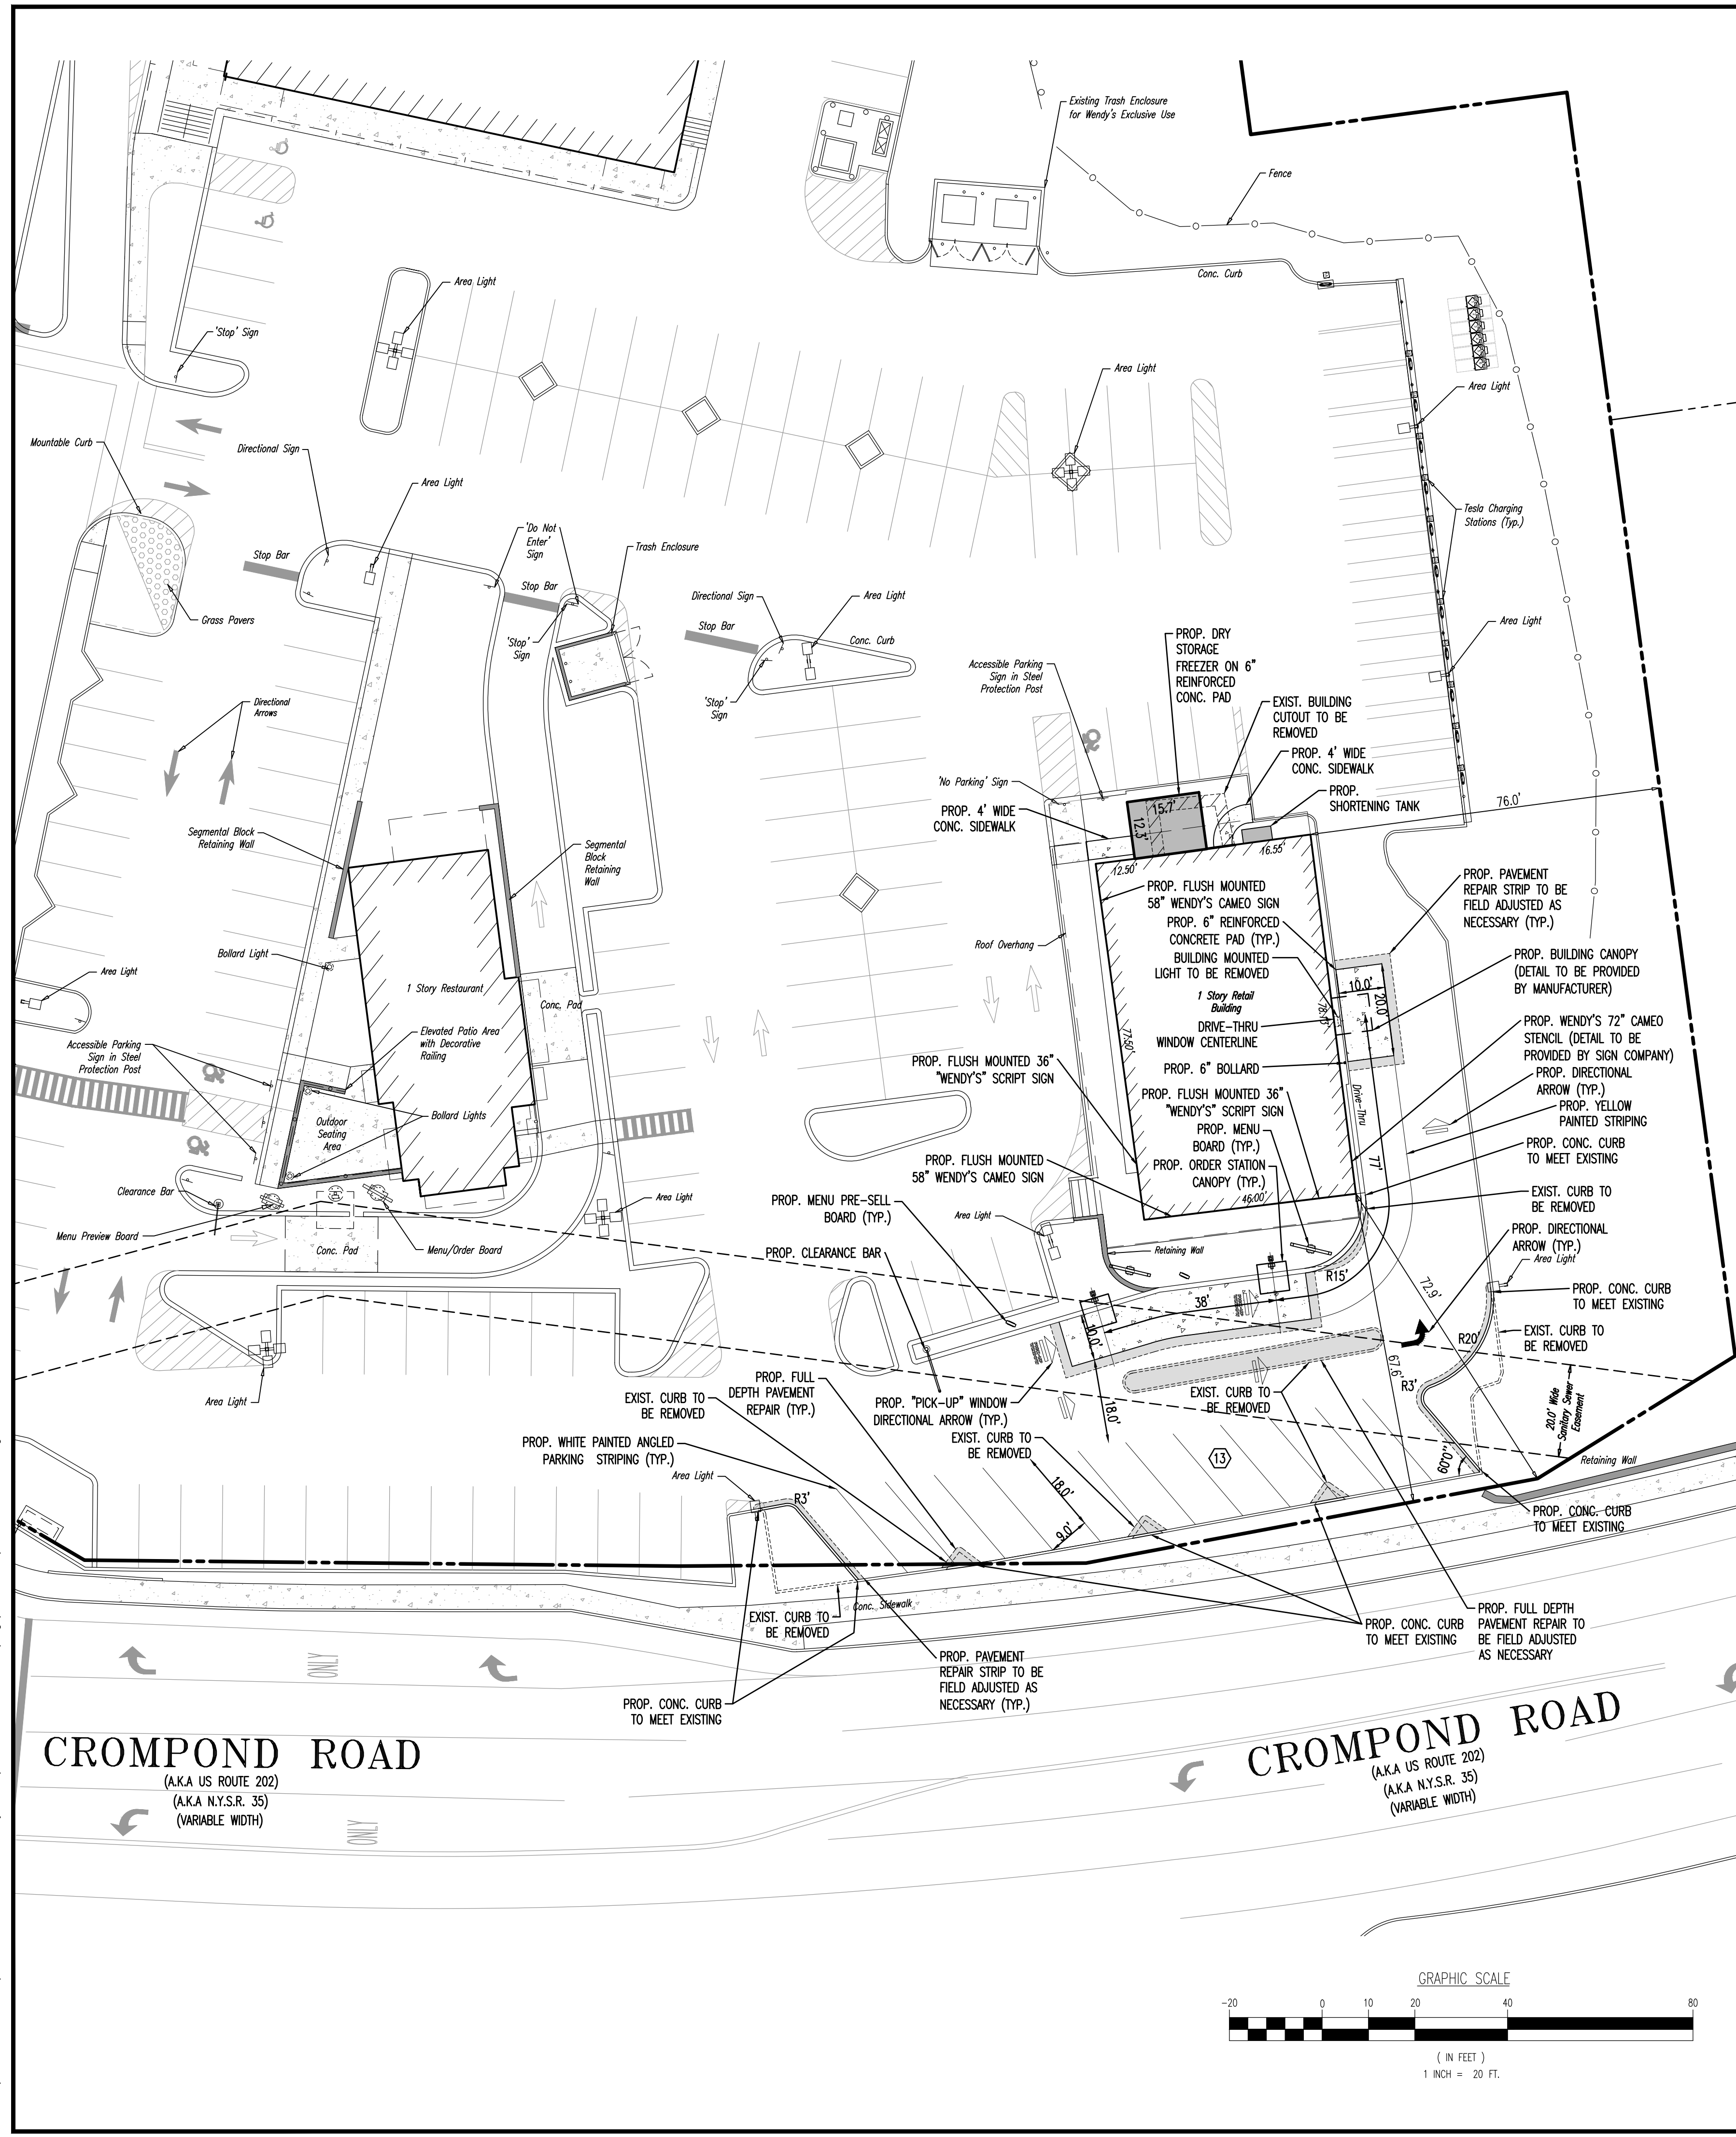 Existing Trash Enclosure
for Wendy's Exclusive Use
Fence
Conc. Curb
Area Light
'Stop' Sign
Area Light
Area Light
Mountable Curb
Directional Sign
Area Light
'Do Not
Enter'
Sign
Trash Enclosure
Tesla Charging
Stations (Typ.)
Stop Bar
Stop Bar
Grass Pavers
'Stop'
Sign
Directional Sign
Area Light
Stop Bar
Conc. Curb
'Stop'
Sign
Area Light
Accessible Parking
Sign in Steel
Protection Post
PROP. DRY
STORAGE
FREEZER ON 6"
REINFORCED
CONC. PAD
EXIST. BUILDING
CUTOUT TO BE
REMOVED
PROP. 4' WIDE
CONC. SIDEWALK
PROP.
SHORTENING TANK
Directional
Arrows
'No Parking' Sign
PROP. 4' WIDE
CONC. SIDEWALK
15.7'
12.3'
76.0'
12.50'
16.55'
Segmental Block
Retaining Wall
Segmental
Block
Retaining
Wall
PROP. FLUSH MOUNTED
58" WENDY'S CAMEO SIGN
PROP. 6" REINFORCED
CONCRETE PAD (TYP.)
BUILDING MOUNTED
LIGHT TO BE REMOVED
1 Story Retail
Building
DRIVE-THRU
WINDOW CENTERLINE
PROP. 6" BOLLARD
PROP. PAVEMENT
REPAIR STRIP TO BE
FIELD ADJUSTED AS
NECESSARY (TYP.)
PROP. BUILDING CANOPY
(DETAIL TO BE PROVIDED
BY MANUFACTURER)
10.0'
20.0'
78.15'
77.50'
Roof Overhang
Bollard Light
Area Light
1 Story Restaurant
Conc. Pad
PROP. WENDY'S 72" CAMEO
STENCIL (DETAIL TO BE
PROVIDED BY SIGN COMPANY)
PROP. DIRECTIONAL
ARROW (TYP.)
PROP. YELLOW
PAINTED STRIPING
PROP. CONC. CURB
TO MEET EXISTING
Elevated Patio Area
with Decorative
Railing
Accessible Parking
Sign in Steel
Protection Post
PROP. FLUSH MOUNTED 36"
"WENDY'S" SCRIPT SIGN
PROP. FLUSH MOUNTED 36"
"WENDY'S" SCRIPT SIGN
PROP. MENU
BOARD (TYP.)
PROP. ORDER STATION
CANOPY (TYP.)
Drive-Thru
77'
Bollard Lights
Outdoor
Seating
Area
PROP. FLUSH MOUNTED
58" WENDY'S CAMEO SIGN
46.00'
EXIST. CURB TO
BE REMOVED
PROP. DIRECTIONAL
ARROW (TYP.)
Area Light
Clearance Bar
Area Light
PROP. MENU PRE-SELL
BOARD (TYP.)
Area Light
Menu Preview Board
Conc. Pad
Menu/Order Board
PROP. CLEARANCE BAR
Retaining Wall
R15'
38'
10.0'
72.9'
67.6'
PROP. CONC. CURB
TO MEET EXISTING
EXIST. CURB TO
BE REMOVED
R20'
R3'
Area Light
EXIST. CURB TO
BE REMOVED
PROP. FULL
DEPTH PAVEMENT
REPAIR (TYP.)
PROP. "PICK-UP" WINDOW
DIRECTIONAL ARROW (TYP.)
EXIST. CURB TO
BE REMOVED
18.0'
EXIST. CURB TO
BE REMOVED
20.0' Wide
Sanitary Sewer
Easement
PROP. WHITE PAINTED ANGLED
PARKING STRIPING (TYP.)
Area Light
R3'
18.0'
9.0'
13
60°0"
Retaining Wall
PROP. CONC. CURB
TO MEET EXISTING
EXIST. CURB TO
BE REMOVED
Conc. Sidewalk
PROP. CONC. CURB
TO MEET EXISTING
PROP. FULL DEPTH
PAVEMENT REPAIR TO
BE FIELD ADJUSTED
AS NECESSARY
PROP. PAVEMENT
REPAIR STRIP TO BE
FIELD ADJUSTED AS
NECESSARY (TYP.)
PROP. CONC. CURB
TO MEET EXISTING
ONLY
CROMPOND ROAD
(A.K.A US ROUTE 202)
(A.K.A N.Y.S.R. 35)
(VARIABLE WIDTH)
ONLY
CROMPOND ROAD
(A.K.A US ROUTE 202)
(A.K.A N.Y.S.R. 35)
(VARIABLE WIDTH)
GRAPHIC SCALE
-20 0 10 20 40 80
( IN FEET )
1 INCH = 20 FT.